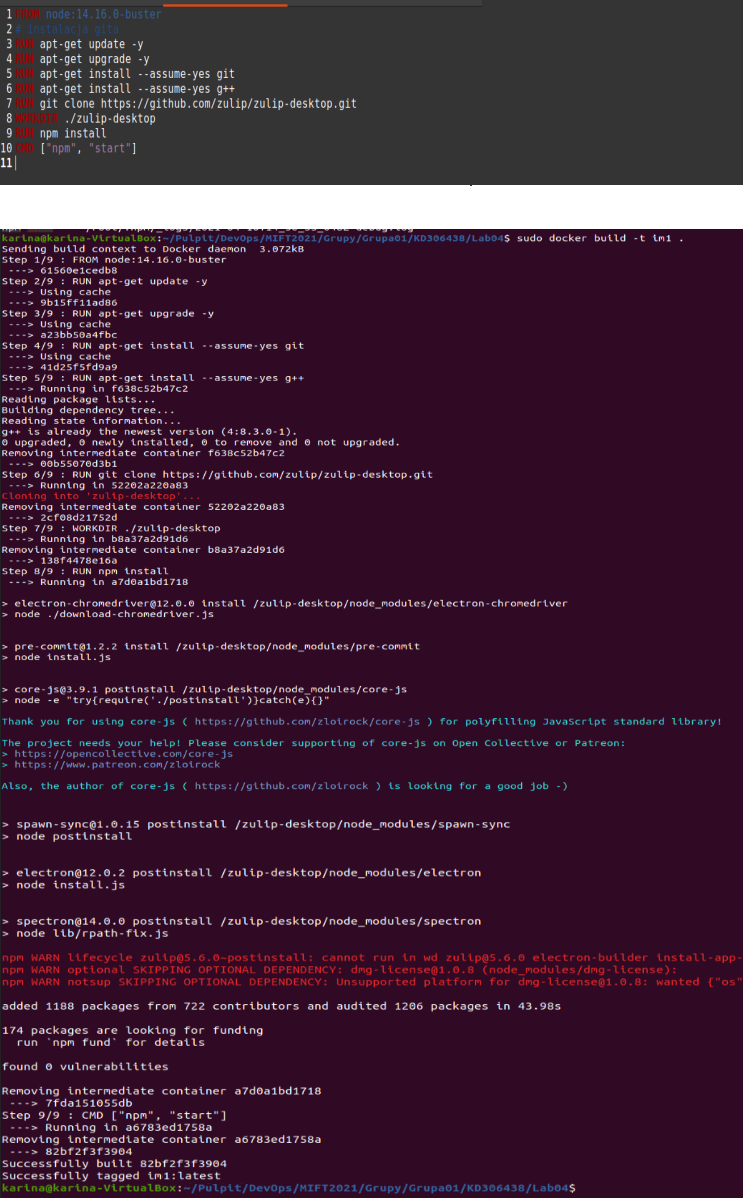 1 FROM node:14.16.0-buster
2 # Instalacja gita
3 RUN apt-get update -y
4 RUN apt-get upgrade -y
5 RUN apt-get install --assume-yes git
6 RUN apt-get install --assume-yes g++
7 RUN git clone https://github.com/zulip/zulip-desktop.git
8 WORKDIR ./zulip-desktop
9 RUN npm install
10 CMD ["npm", "start"]
11
karina@karina-VirtualBox:~/Pulpit/DevOps/MIFT2021/Grupy/Grupa01/KD306438/Lab04$ sudo docker build -t im1 .
Sending build context to Docker daemon  3.072kB
Step 1/9 : FROM node:14.16.0-buster
 ---> 61560e1cedb8
Step 2/9 : RUN apt-get update -y
 ---> Using cache
 ---> 9b15ff11ad86
Step 3/9 : RUN apt-get upgrade -y
 ---> Using cache
 ---> a23bb50a4fbc
Step 4/9 : RUN apt-get install --assume-yes git
 ---> Using cache
 ---> 41d25f5fd9a9
Step 5/9 : RUN apt-get install --assume-yes g++
 ---> Running in f638c52b47c2
Reading package lists...
Building dependency tree...
Reading state information...
g++ is already the newest version (4:8.3.0-1).
0 upgraded, 0 newly installed, 0 to remove and 0 not upgraded.
Removing intermediate container f638c52b47c2
 ---> 00b55070d3b1
Step 6/9 : RUN git clone https://github.com/zulip/zulip-desktop.git
 ---> Running in 52202a220a83
Cloning into 'zulip-desktop'...
Removing intermediate container 52202a220a83
 ---> 2cf08d21752d
Step 7/9 : WORKDIR ./zulip-desktop
 ---> Running in b8a37a2d91d6
Removing intermediate container b8a37a2d91d6
 ---> 138f4478e16a
Step 8/9 : RUN npm install
 ---> Running in a7d0a1bd1718
> electron-chromedriver@12.0.0 install /zulip-desktop/node_modules/electron-chromedriver
> node ./download-chromedriver.js
> pre-commit@1.2.2 install /zulip-desktop/node_modules/pre-commit
> node install.js
> core-js@3.9.1 postinstall /zulip-desktop/node_modules/core-js
> node -e "try{require('./postinstall')}catch(e){}"
Thank you for using core-js ( https://github.com/zloirock/core-js ) for polyfilling JavaScript standard library!
The project needs your help! Please consider supporting of core-js on Open Collective or Patreon:
> https://opencollective.com/core-js
> https://www.patreon.com/zloirock
Also, the author of core-js ( https://github.com/zloirock ) is looking for a good job -)
> spawn-sync@1.0.15 postinstall /zulip-desktop/node_modules/spawn-sync
> node postinstall
> electron@12.0.2 postinstall /zulip-desktop/node_modules/electron
> node install.js
> spectron@14.0.0 postinstall /zulip-desktop/node_modules/spectron
> node lib/rpath-fix.js
npm WARN lifecycle zulip@5.6.0~postinstall: cannot run in wd zulip@5.6.0 electron-builder install-app-
npm WARN optional SKIPPING OPTIONAL DEPENDENCY: dmg-license@1.0.8 (node_modules/dmg-license):
npm WARN notsup SKIPPING OPTIONAL DEPENDENCY: Unsupported platform for dmg-license@1.0.8: wanted {"os"
added 1188 packages from 722 contributors and audited 1206 packages in 43.98s
174 packages are looking for funding
  run `npm fund` for details
found 0 vulnerabilities
Removing intermediate container a7d0a1bd1718
 ---> 7fda151055db
Step 9/9 : CMD ["npm", "start"]
 ---> Running in a6783ed1758a
Removing intermediate container a6783ed1758a
 ---> 82bf2f3f3904
Successfully built 82bf2f3f3904
Successfully tagged im1:latest
karina@karina-VirtualBox:~/Pulpit/DevOps/MIFT2021/Grupy/Grupa01/KD306438/Lab04$